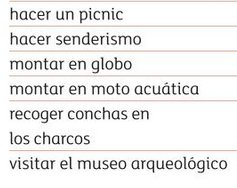 hacer un picnic
hacer senderismo
montar en globo
montar en moto acuática
recoger conchas en
los charcos
visitar el museo arqueológico